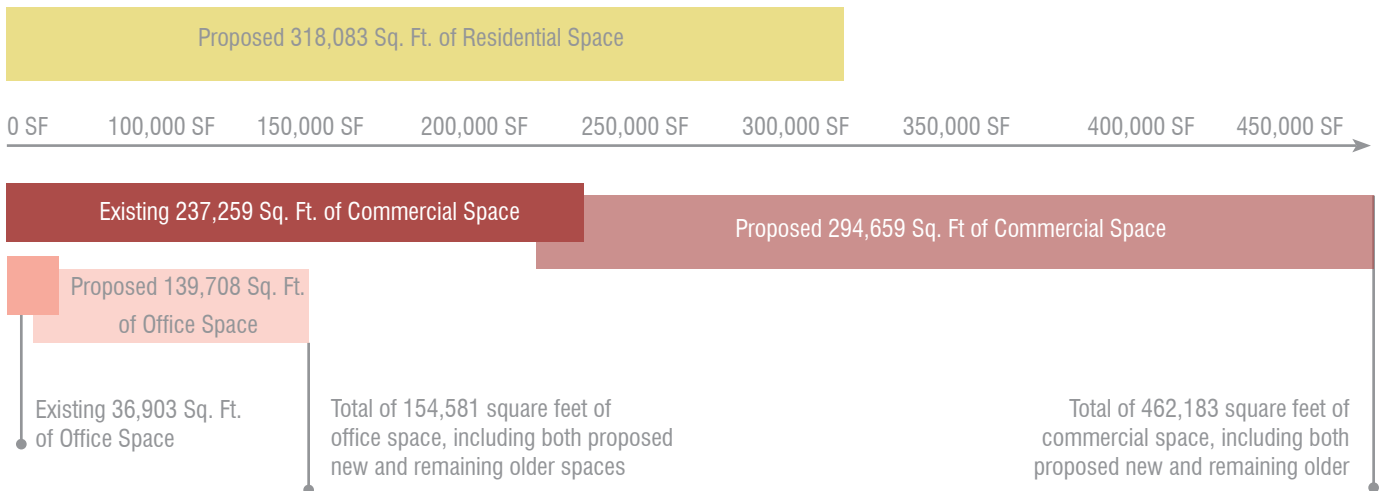 Proposed 318,083 Sq. Ft. of Residential Space
0 SF 100,000 SF 150,000 SF 200,000 SF 250,000 SF 300,000 SF 350,000 SF 400,000 SF 450,000 SF
Existing 237,259 Sq. Ft. of Commercial Space
Proposed 294,659 Sq. Ft of Commercial Space
Proposed 139,708 Sq. Ft.
of Office Space
Existing 36,903 Sq. Ft.
of Office Space
Total of 154,581 square feet of
office space, including both proposed
new and remaining older spaces
Total of 462,183 square feet of
commercial space, including both
proposed new and remaining older